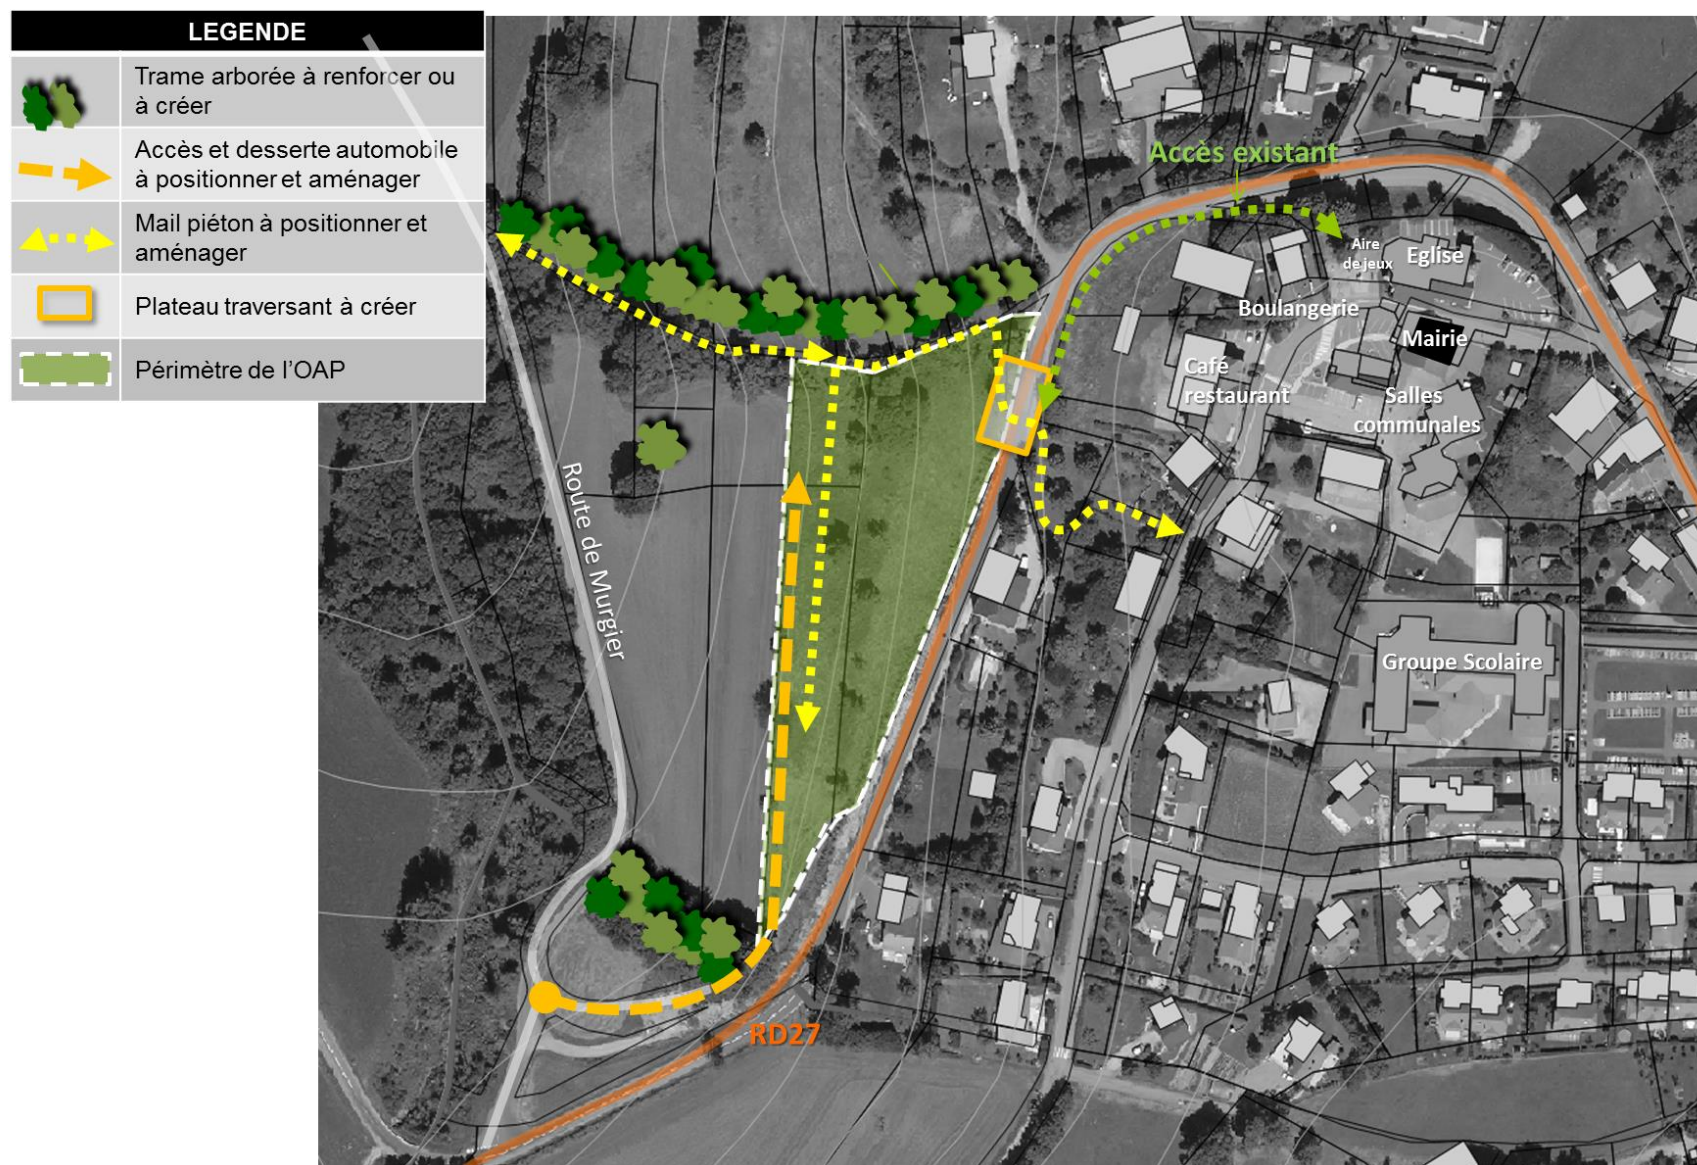 LEGENDE
Trame arborée à renforcer ou
à créer
Accès et desserte automobile
à positionner et aménager
Mail piéton à positionner et
aménager
Plateau traversant à créer
Périmètre de l'OAP
Accès existant
Aire
de jeux
Eglise
Boulangerie
Mairie
Café
restaurant
Salles
communales
Route de Murgier
Groupe Scolaire
RD27